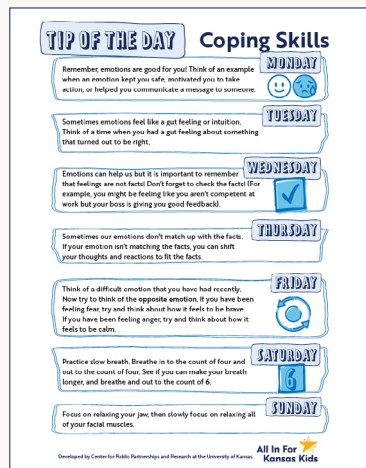 TIP OF THE DAY
Coping Skills
MONDAY
Remember, emotions are good for you! Think of an example
when an emotion kept you safe, motivated you to take
action, or helped you communicate a message to someone.
TUESDAY
Sometimes emotions feel like a gut feeling or intuition.
Think of a time when you had a gut feeling about something
that turned out to be right.
WEDNESDAY
Emotions can help us but it is important to remember
that feelings are not facts! Don't forget to check the facts! (For
example, you might be feeling like you aren't competent at
work but your boss is giving you good feedback).
THURSDAY
Sometimes our emotions don't match up with the facts.
If your emotion isn't matching the facts, you can shift
your thoughts and reactions to fit the facts.
FRIDAY
Think of a difficult emotion that you have had recently.
Now try to think of the opposite emotion. If you have been
feeling fear, try and think about how it feels to be brave.
If you have been feeling anger, try and think about how it
feels to be calm.
SATURDAY
Practice slow breath. Breathe in to the count of four and
out to the count of four. See if you can make your breath
longer, and breathe and out to the count of 6.
6
SUNDAY
Focus on relaxing your jaw, then slowly focus on relaxing all
of your facial muscles.
Developed by Center for Public Partnerships and Research at the University of Kansas.
All In For
Kansas Kids